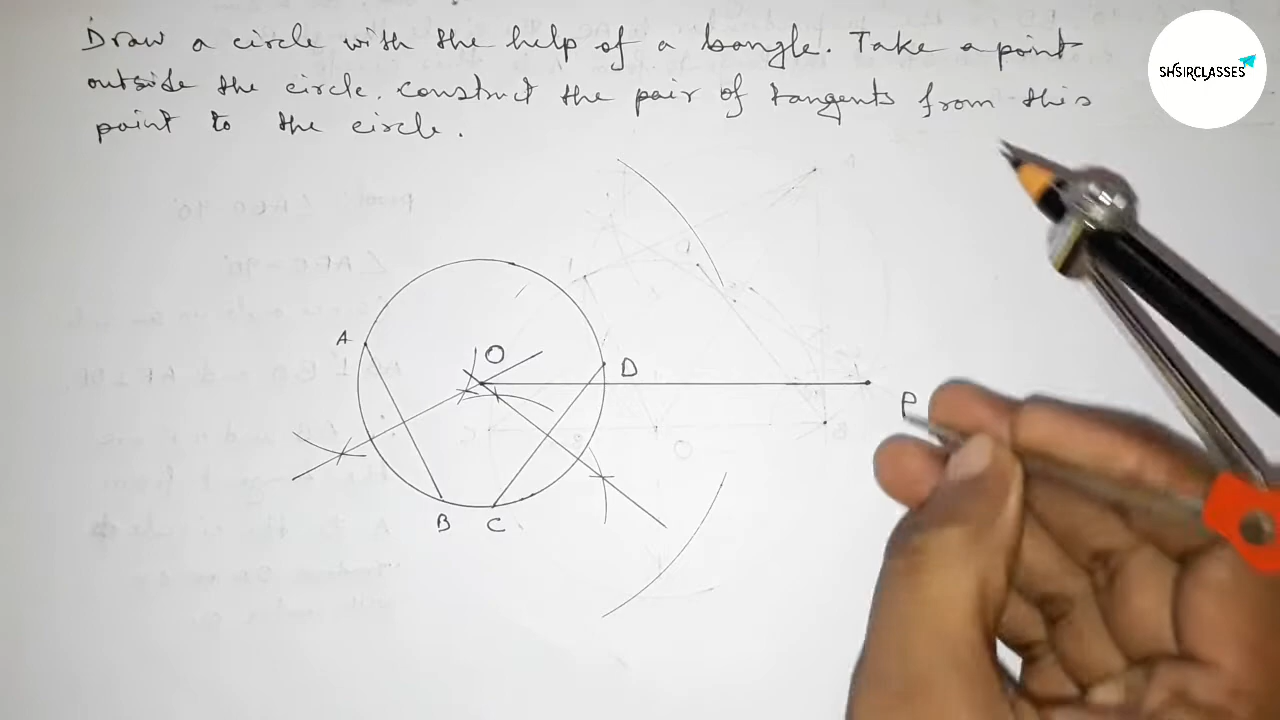 Draw a circle with the help of a bangle. Take a point
outside the circle. construct the pair of tangents from this
point to the circle.
SHSIRCLASSES
A
O
D
P
B C